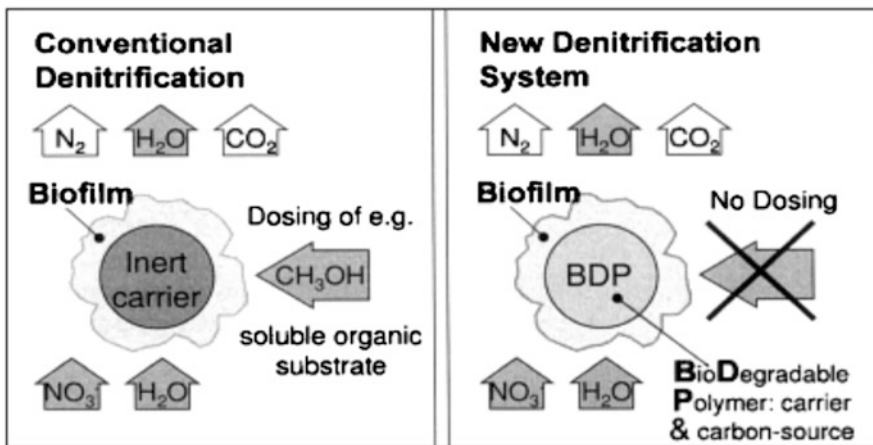 Conventional
Denitrification
N₂
H₂O
CO₂
Biofilm
Dosing of e.g.
Inert
carrier
CH₃OH
soluble organic
substrate
NO₃⁻
H₂O
New Denitrification
System
N₂
H₂O
CO₂
Biofilm
No Dosing
BDP
NO₃⁻
H₂O
BioDegradable
Polymer: carrier
& carbon-source